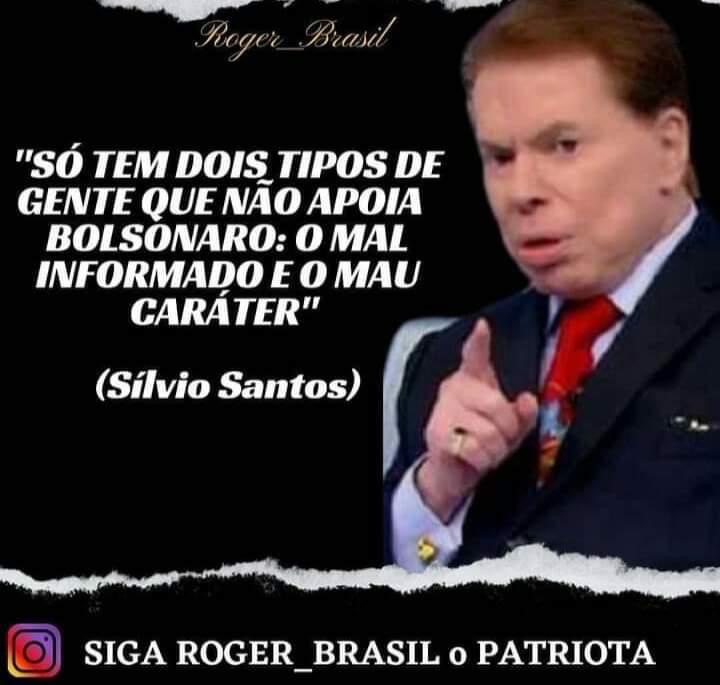 Roger_Brasil
"SÓ TEM DOIS TIPOS DE
GENTE QUE NÃO APOIA
BOLSONARO: O MAL
INFORMADO E O MAU
CARÁTER"
(Sílvio Santos)
SIGA ROGER_BRASIL o PATRIOTA